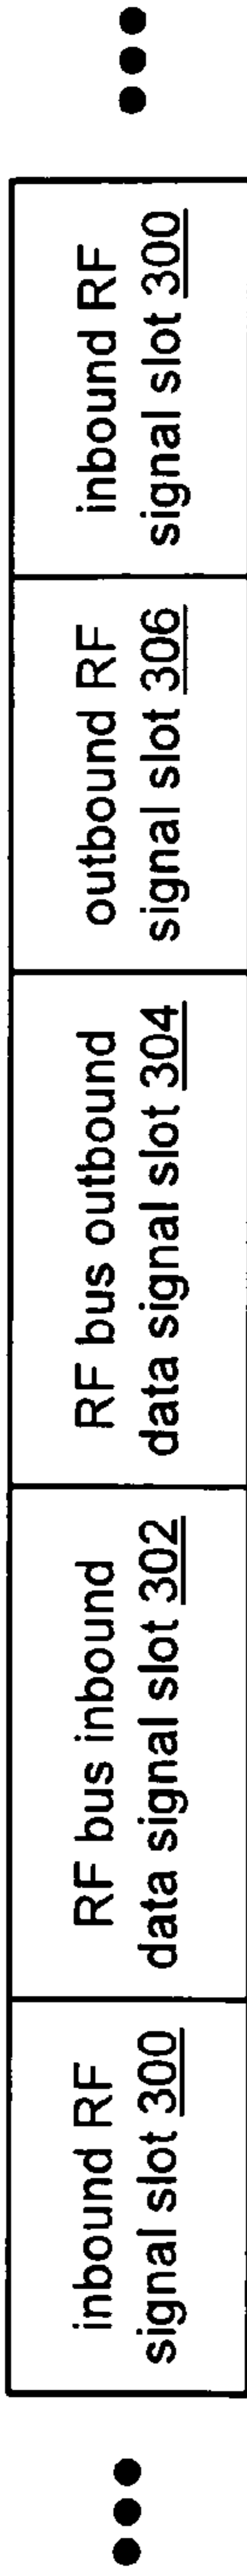 inbound RF
signal slot 300
RF bus inbound
data signal slot 302
RF bus outbound
data signal slot 304
outbound RF
signal slot 306
inbound RF
signal slot 300